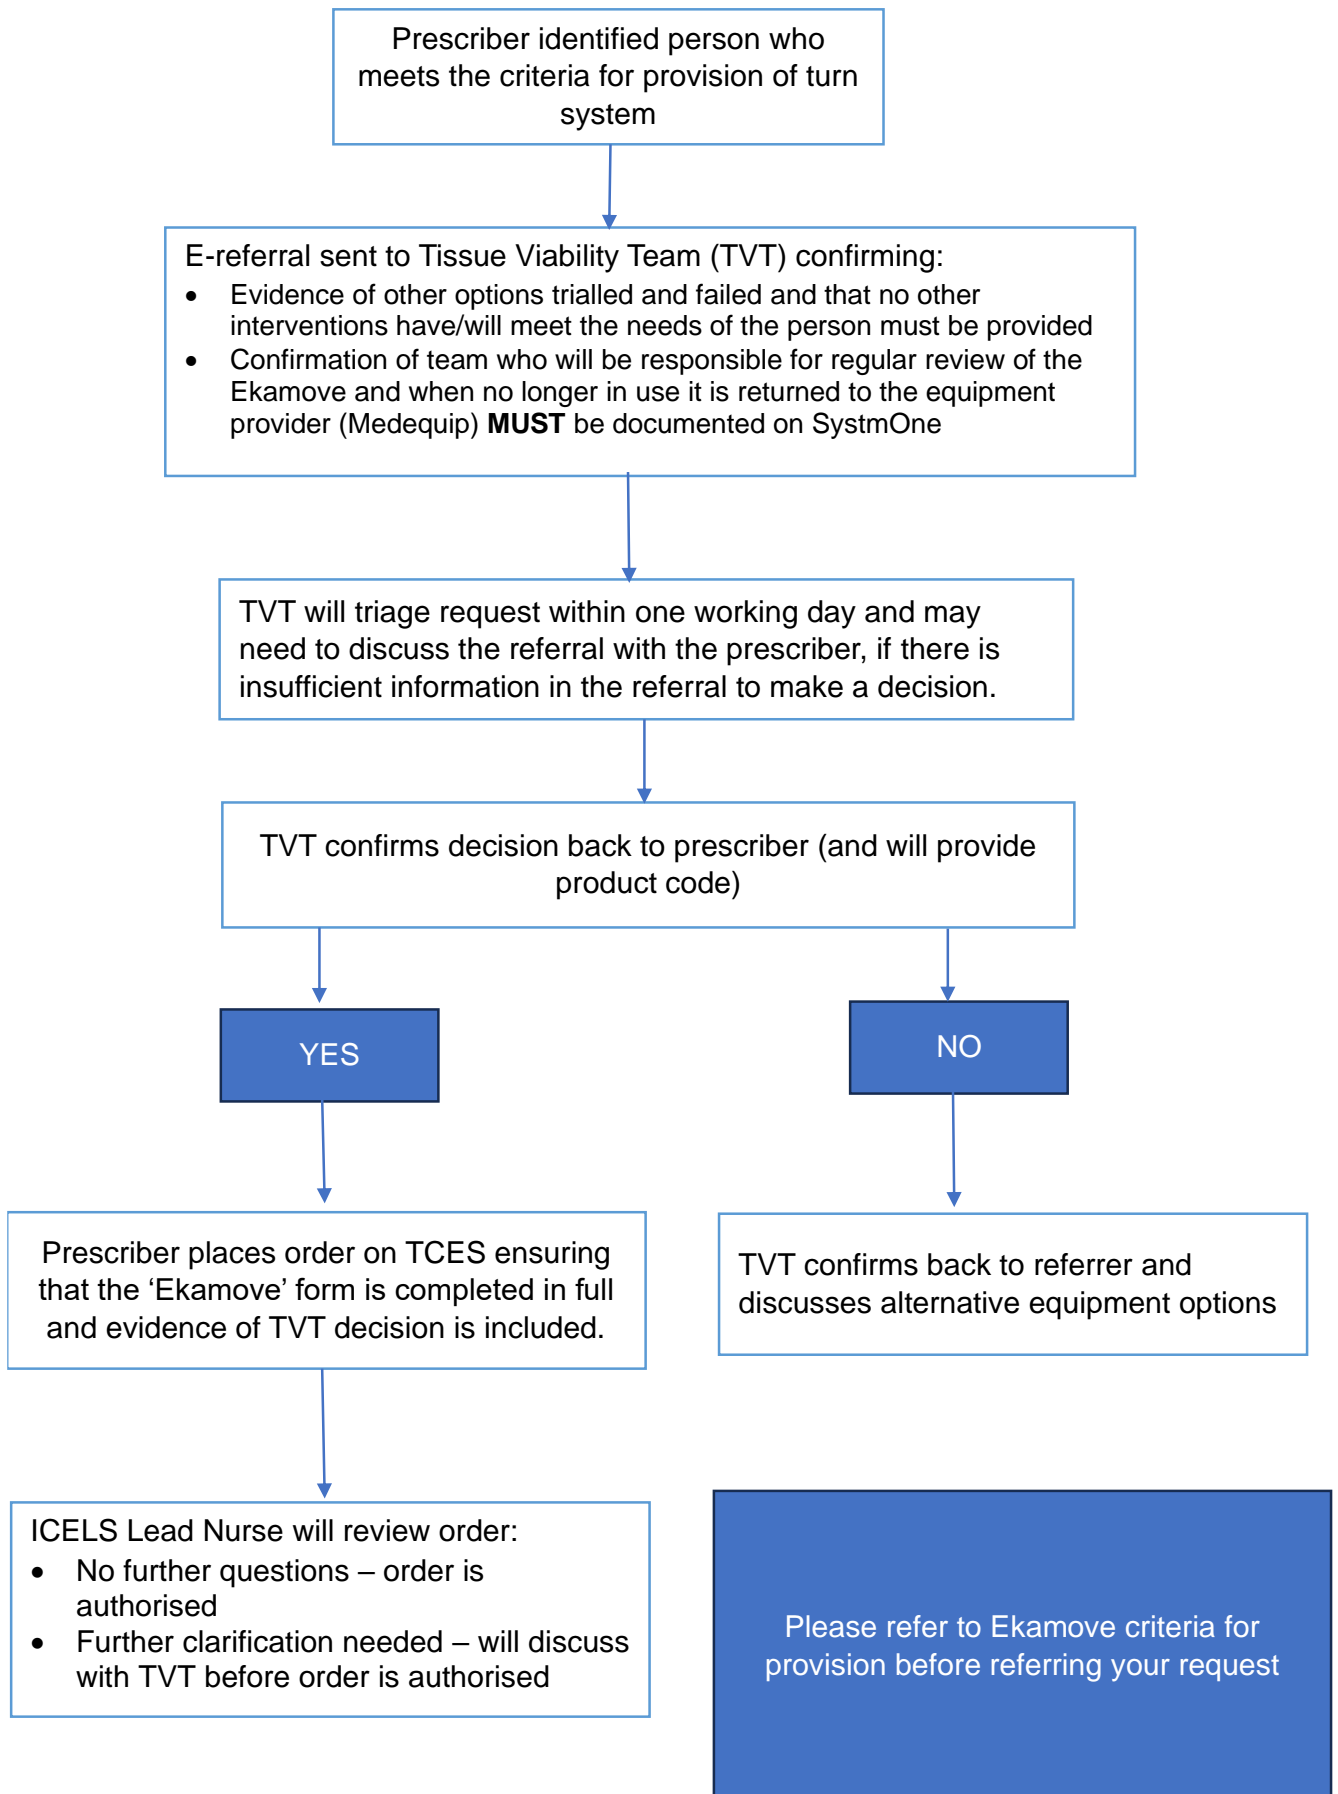 Prescriber identified person who
meets the criteria for provision of turn
system
E-referral sent to Tissue Viability Team (TVT) confirming:
• Evidence of other options trialled and failed and that no other
interventions have/will meet the needs of the person must be provided
• Confirmation of team who will be responsible for regular review of the
Ekamove and when no longer in use it is returned to the equipment
provider (Medequip) MUST be documented on SystmOne
TVT will triage request within one working day and may
need to discuss the referral with the prescriber, if there is
insufficient information in the referral to make a decision.
TVT confirms decision back to prescriber (and will provide
product code)
YES
NO
Prescriber places order on TCES ensuring
that the ‘Ekamove’ form is completed in full
and evidence of TVT decision is included.
TVT confirms back to referrer and
discusses alternative equipment options
ICELS Lead Nurse will review order:
• No further questions – order is
authorised
• Further clarification needed – will discuss
with TVT before order is authorised
Please refer to Ekamove criteria for
provision before referring your request